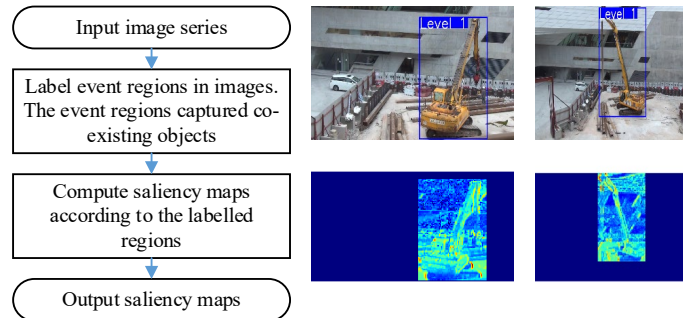 Input image series
Label event regions in images.
The event regions captured co-
existing objects
Compute saliency maps
according to the labelled
regions
Output saliency maps
Level 1
Level 1